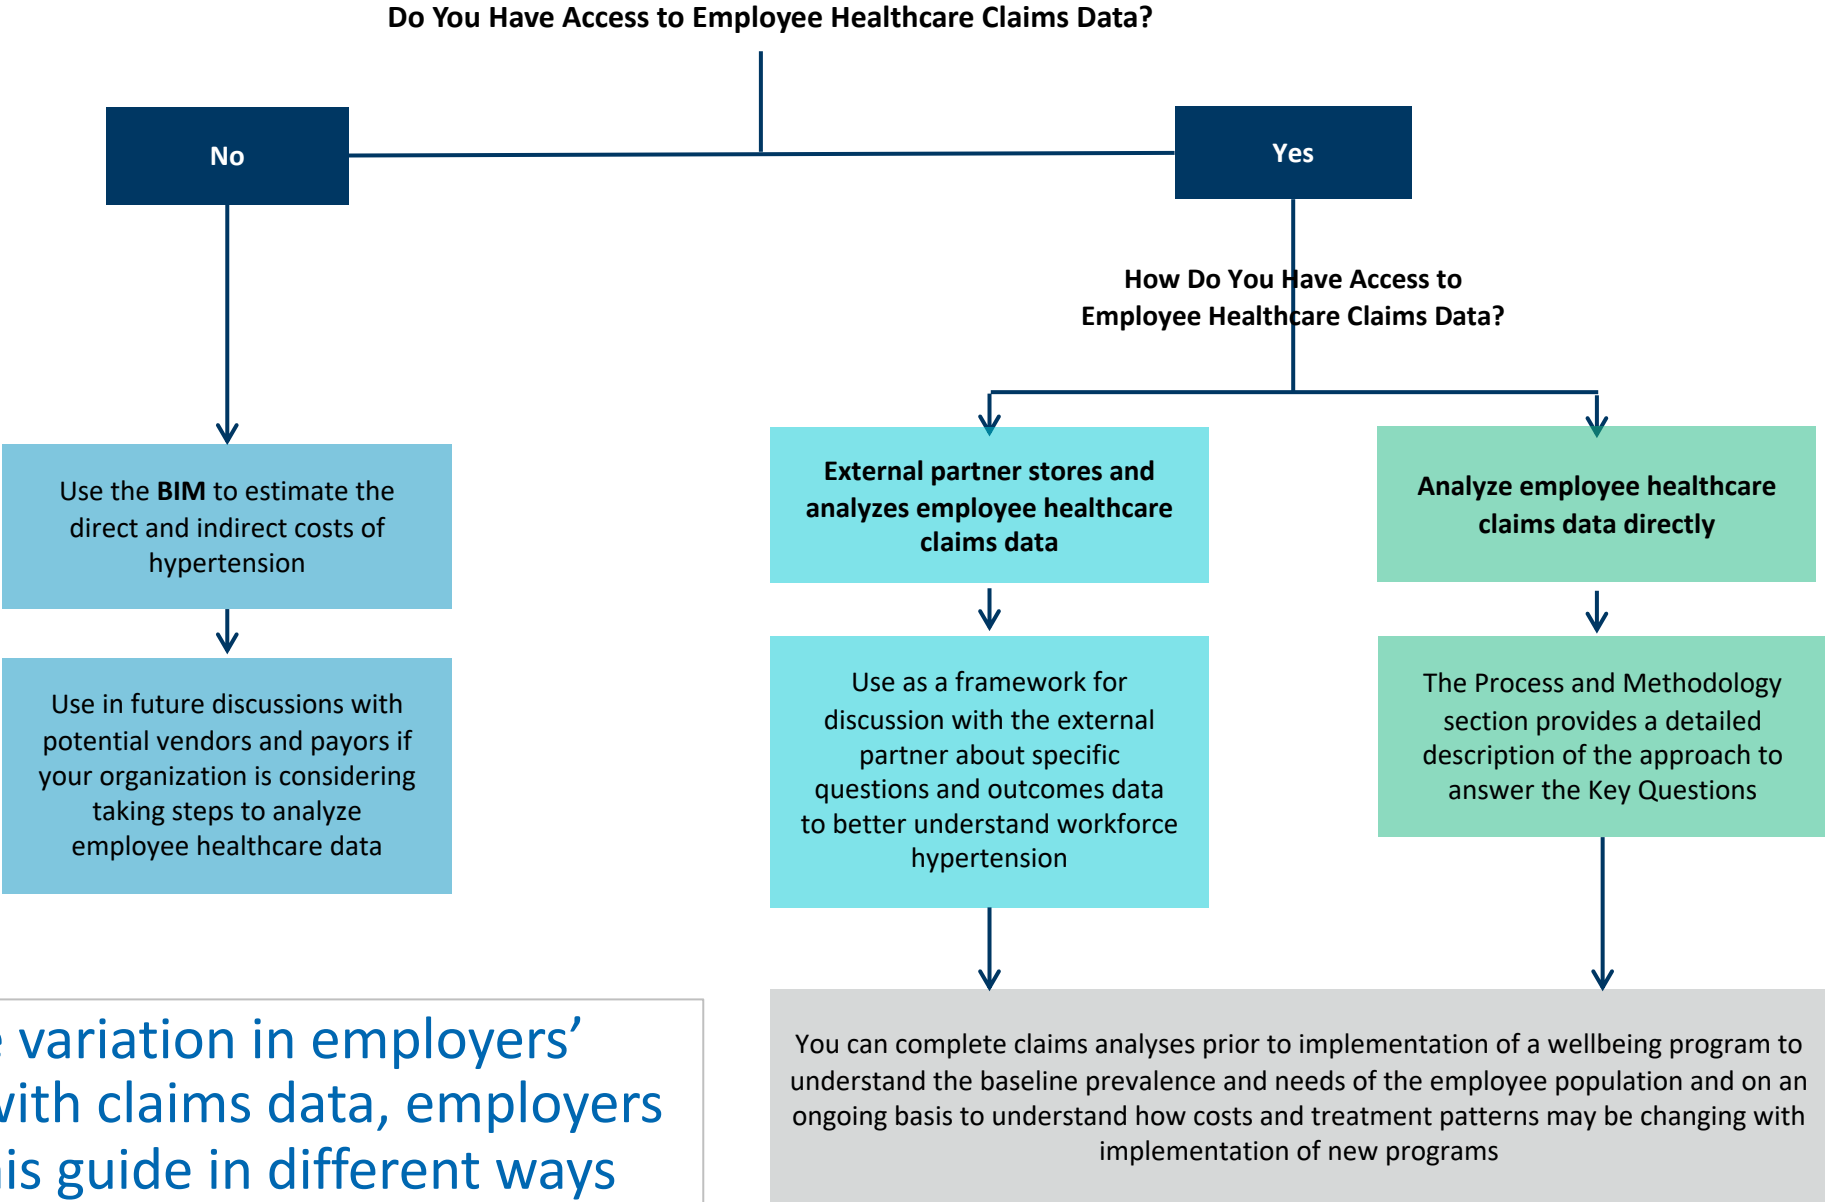 Do You Have Access to Employee Healthcare Claims Data?
No
Yes
How Do You Have Access to
Employee Healthcare Claims Data?
Use the BIM to estimate the
direct and indirect costs of
hypertension
Use in future discussions with
potential vendors and payors if
your organization is considering
taking steps to analyze
employee healthcare data
External partner stores and
analyzes employee healthcare
claims data
Use as a framework for
discussion with the external
partner about specific
questions and outcomes data
to better understand workforce
hypertension
Analyze employee healthcare
claims data directly
The Process and Methodology
section provides a detailed
description of the approach to
answer the Key Questions
variation in employers’
with claims data, employers
guide in different ways
You can complete claims analyses prior to implementation of a wellbeing program to
understand the baseline prevalence and needs of the employee population and on an
ongoing basis to understand how costs and treatment patterns may be changing with
implementation of new programs